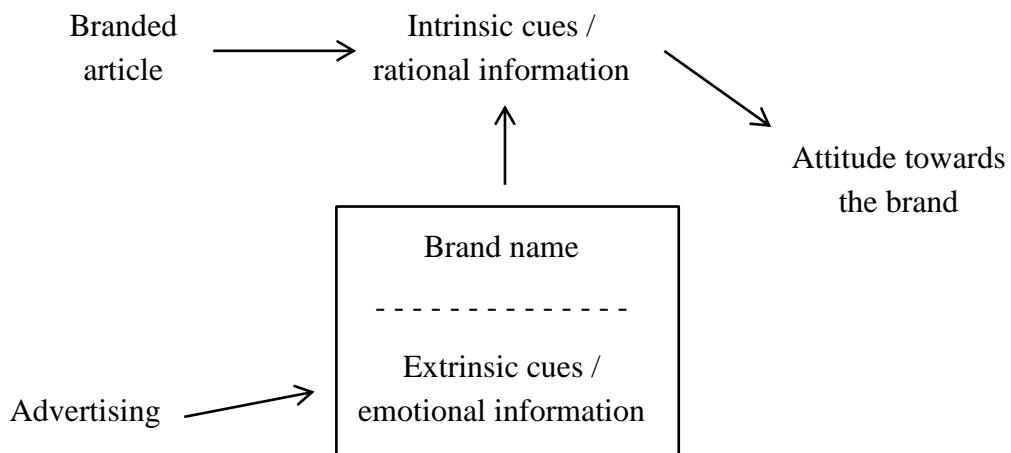 Branded
article
Intrinsic cues /
rational information
Attitude towards
the brand
Brand name
Extrinsic cues /
emotional information
Advertising